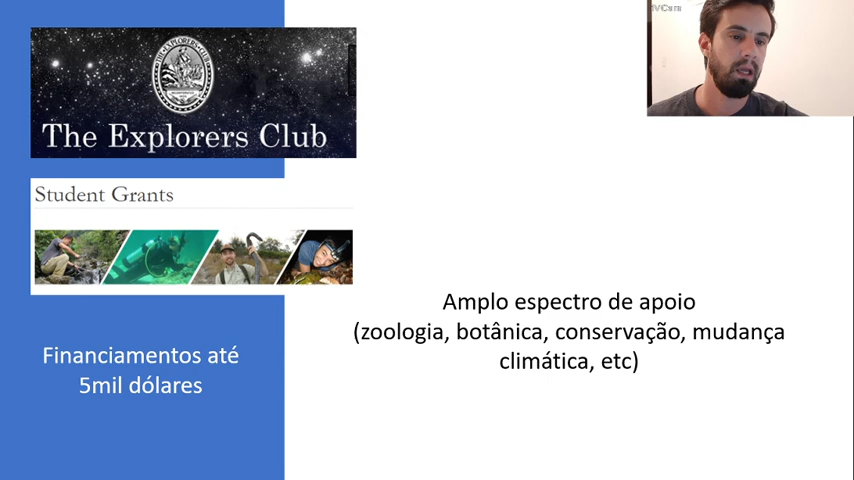 The Explorers Club
Student Grants
Financiamentos até
5mil dólares
Amplo espectro de apoio
(zoologia, botânica, conservação, mudança
climática, etc)